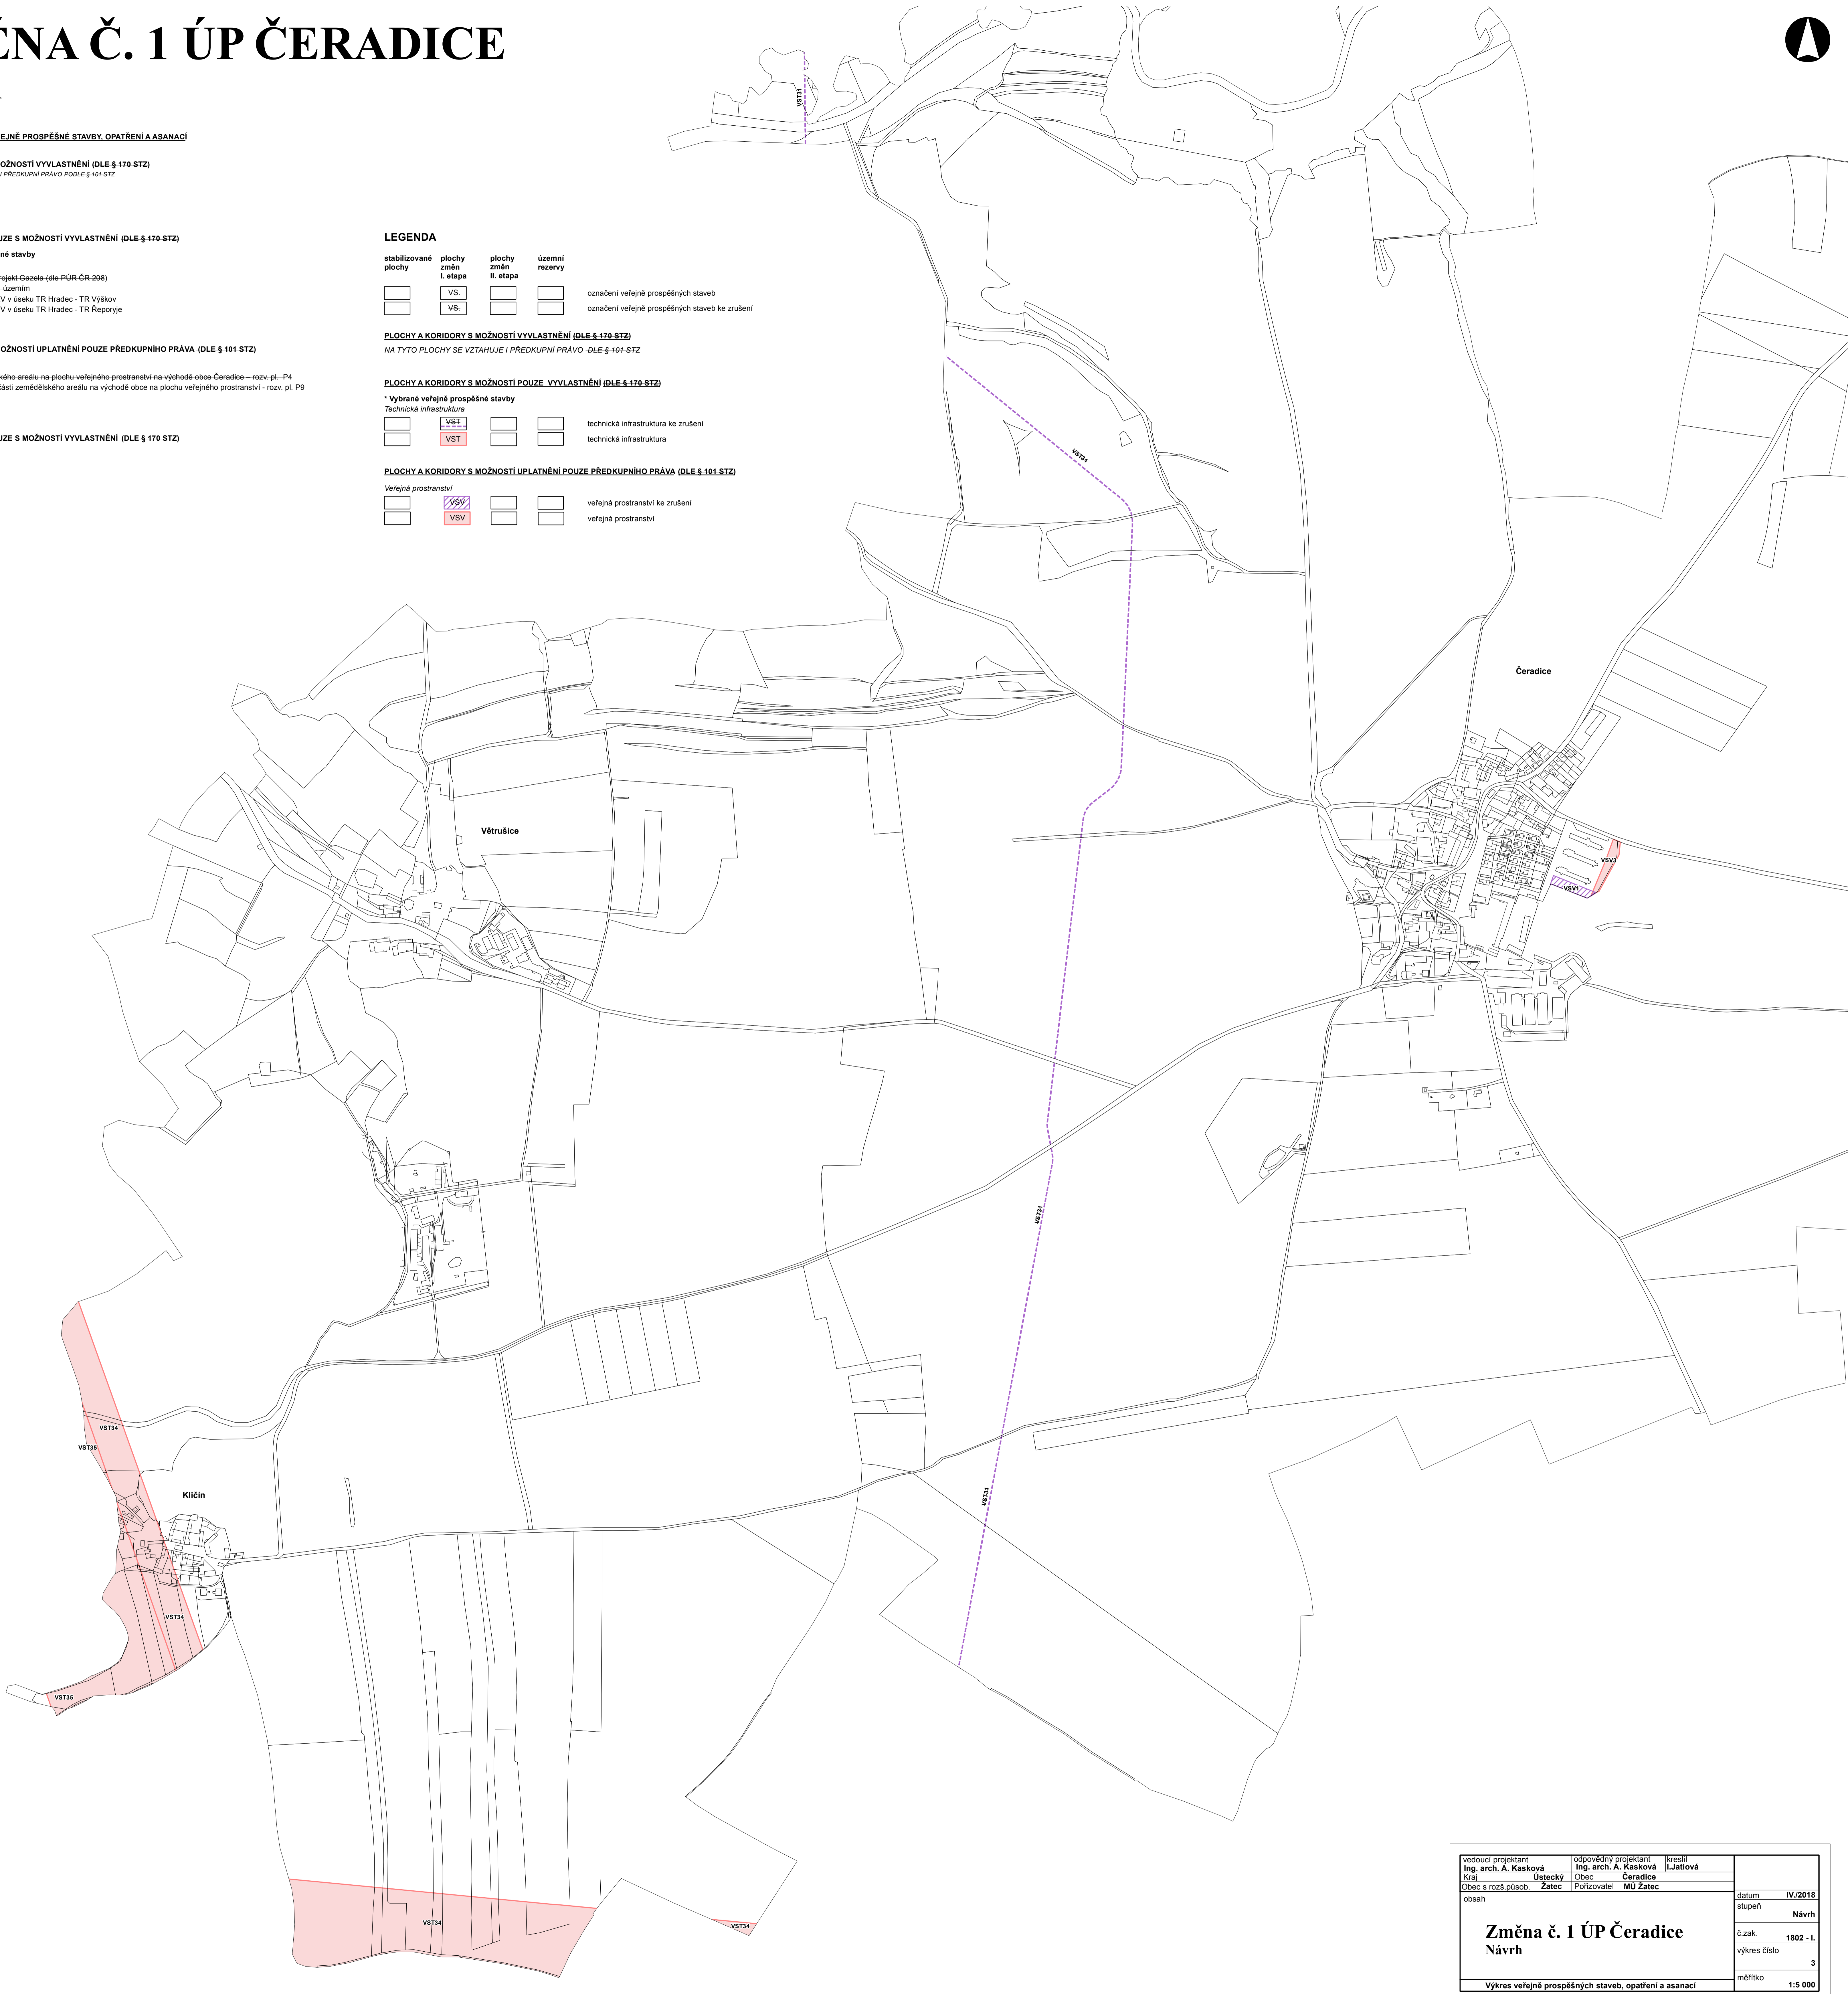 ĚNA Č. 1 ÚP ČERADICE
EJNĚ PROSPĚŠNÉ STAVBY, OPATŘENÍ A ASANACÍ
OŽNOSTÍ VYVLASTNĚNÍ (DLE § 170 STZ)
I PŘEDKUPNÍ PRÁVO PODLE § 101 STZ
UZE S MOŽNOSTÍ VYVLASTNĚNÍ (DLE § 170 STZ)
né stavby
rojekt Gazela (dle PÚR ČR 208)
územím
V v úseku TR Hradec - TR Výškov
V v úseku TR Hradec - TR Řeporyje
OŽNOSTÍ UPLATNĚNÍ POUZE PŘEDKUPNÍHO PRÁVA (DLE § 101 STZ)
kého areálu na plochu veřejného prostranství na východě obce Čeradice – rozv. pl. P4
části zemědělského areálu na východě obce na plochu veřejného prostranství - rozv. pl. P9
UZE S MOŽNOSTÍ VYVLASTNĚNÍ (DLE § 170 STZ)
LEGENDA
stabilizované plochy
plochy změn I. etapa
plochy změn II. etapa
územní rezervy
VS. označení veřejně prospěšných staveb
VS. označení veřejně prospěšných staveb ke zrušení
PLOCHY A KORIDORY S MOŽNOSTÍ VYVLASTNĚNÍ (DLE § 170 STZ)
NA TYTO PLOCHY SE VZTAHUJE I PŘEDKUPNÍ PRÁVO DLE § 101 STZ
PLOCHY A KORIDORY S MOŽNOSTÍ POUZE VYVLASTNĚNÍ (DLE § 170 STZ)
* Vybrané veřejně prospěšné stavby
Technická infrastruktura
VST technická infrastruktura ke zrušení
VST technická infrastruktura
PLOCHY A KORIDORY S MOŽNOSTÍ UPLATNĚNÍ POUZE PŘEDKUPNÍHO PRÁVA (DLE § 101 STZ)
Veřejná prostranství
VSV veřejná prostranství ke zrušení
VSV veřejná prostranství
VST31
VST31
Čeradice
Větrušice
VSV3
VSV1
VST31
VST34
VST35
Kličín
VST31
VST34
VST35
VST34
VST34
vedoucí projektant odpovědný projektant kreslil
Ing. arch. A. Kasková Ing. arch. A. Kasková I.Jatiová
Kraj Ústecký Obec Čeradice
Obec s rozš.působ. Žatec Pořizovatel MÚ Žatec
obsah
datum IV./2018
stupeň
Návrh
Změna č. 1 ÚP Čeradice
Návrh
č.zak.
1802 - I.
výkres číslo
3
měřítko
1:5 000
Výkres veřejně prospěšných staveb, opatření a asanací